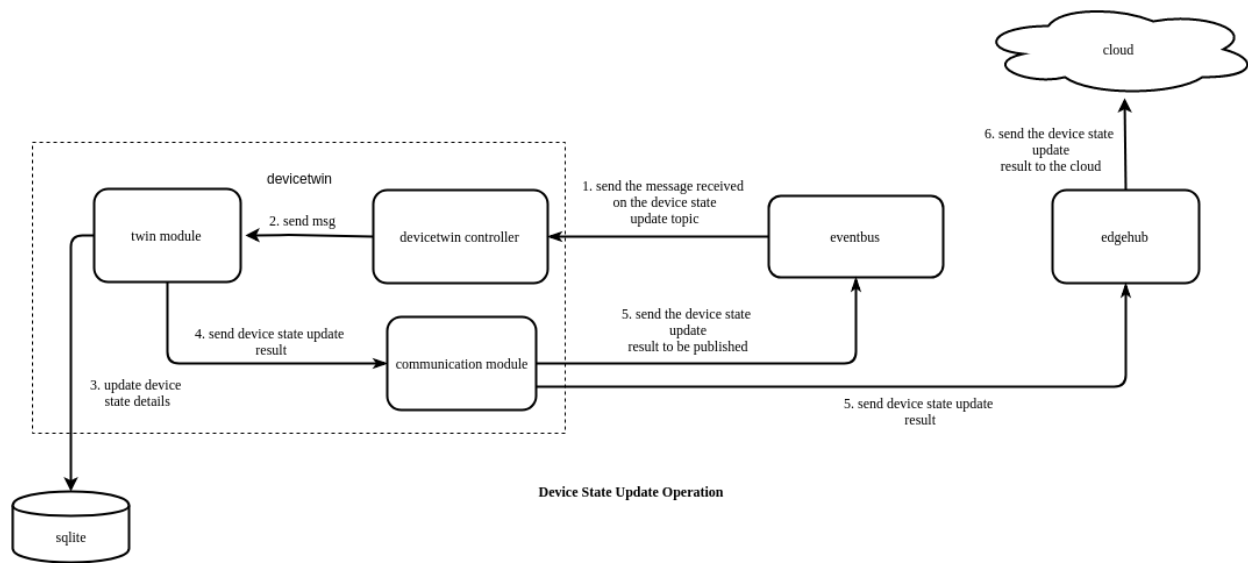 cloud
6. send the device state
update
result to the cloud
devicetwin
1. send the message received
on the device state
update topic
twin module
2. send msg
devicetwin controller
eventbus
edgehub
4. send device state update
result
communication module
5. send the device state
update
result to be published
3. update device
state details
5. send device state update
result
Device State Update Operation
sqlite